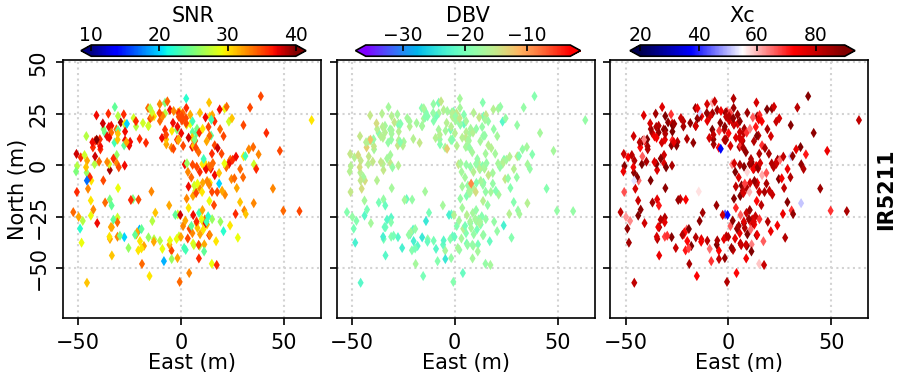 SNR DBV Xc
10 20 30 40 −30 −20 −10 20 40 60 80
50
25
0
−25
−50
North (m)
IR5211
−50 0 50 −50 0 50 −50 0 50
East (m) East (m) East (m)